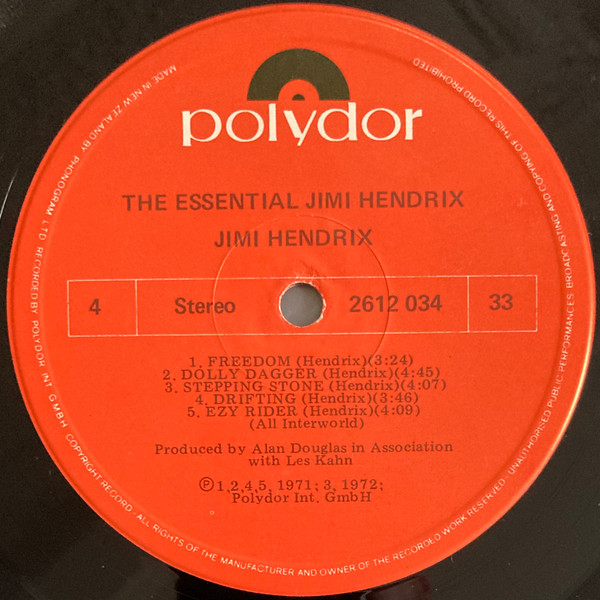 polydor
THE ESSENTIAL JIMI HENDRIX
JIMI HENDRIX
4 Stereo 2612 034 33
1. FREEDOM (Hendrix)(3:24)
2. DOLLY DAGGER (Hendrix)(4:45)
3. STEPPING STONE (Hendrix)(4:07)
4. DRIFTING (Hendrix)(3:46)
5. EZY RIDER (Hendrix)(4:09)
(All Interworld)
Produced by Alan Douglas in Association
with Les Kahn
Ⓟ 1,2,4,5, 1971; 3, 1972;
Polydor Int. GmbH
MADE IN NEW ZEALAND BY PHONOGRAM LTD RECORDED BY POLYDOR INT. GMBH COPYRIGHT RECORD - ALL RIGHTS OF THE MANUFACTURER AND OWNER OF THE RECORDED WORK RESERVED - UNAUTHORISED PUBLIC PERFORMANCES BROADCASTING AND COPYING OF THIS RECORD PROHIBITED